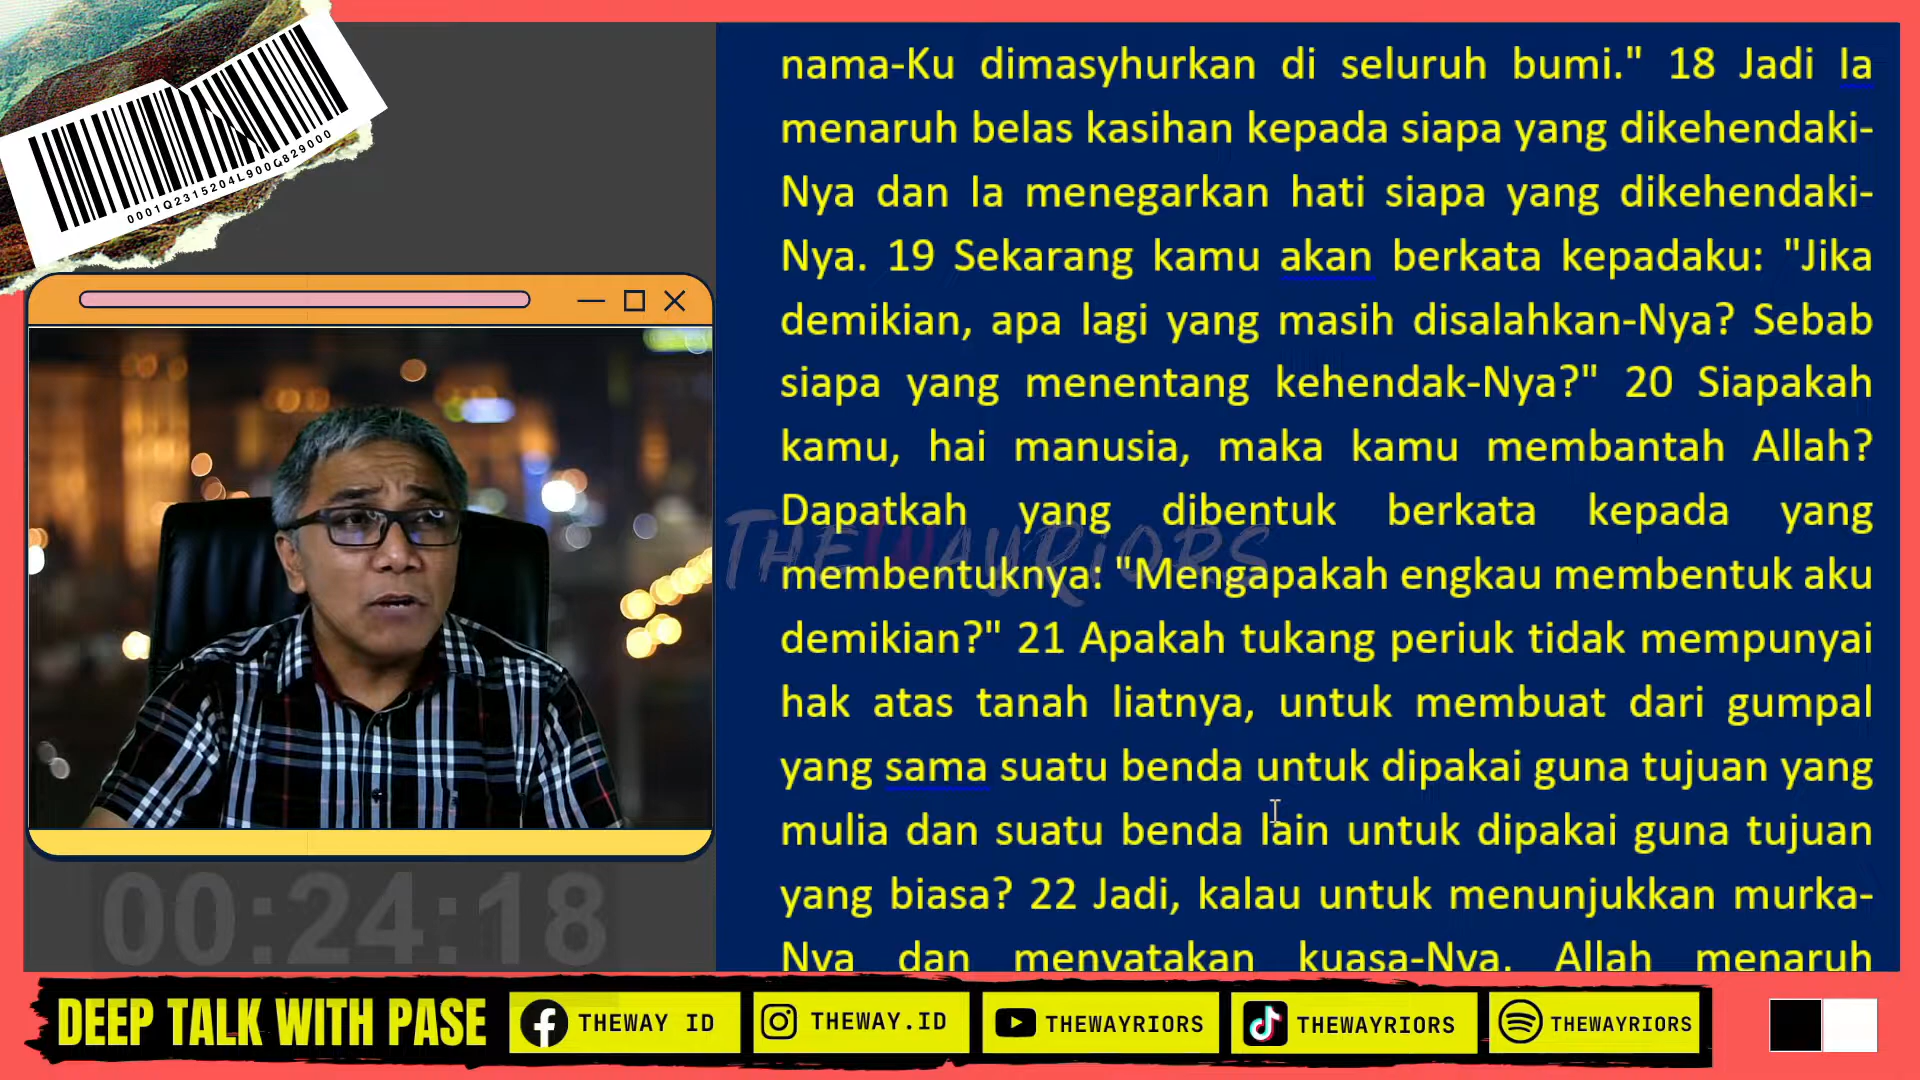 nama-Ku dimasyhurkan di seluruh bumi." 18 Jadi Ia
menaruh belas kasihan kepada siapa yang dikehendaki-
Nya dan Ia menegarkan hati siapa yang dikehendaki-
Nya. 19 Sekarang kamu akan berkata kepadaku: "Jika
demikian, apa lagi yang masih disalahkan-Nya? Sebab
siapa yang menentang kehendak-Nya?" 20 Siapakah
kamu, hai manusia, maka kamu membantah Allah?
Dapatkah yang dibentuk berkata kepada yang
membentuknya: "Mengapakah engkau membentuk aku
demikian?" 21 Apakah tukang periuk tidak mempunyai
hak atas tanah liatnya, untuk membuat dari gumpal
yang sama suatu benda untuk dipakai guna tujuan yang
mulia dan suatu benda lain untuk dipakai guna tujuan
yang biasa? 22 Jadi, kalau untuk menunjukkan murka-
Nya dan menyatakan kuasa-Nya, Allah menaruh
THEWAYRIORS
00:24:18
DEEP TALK WITH PASE
THEWAY ID
THEWAY.ID
THEWAYRIORS
THEWAYRIORS
THEWAYRIORS